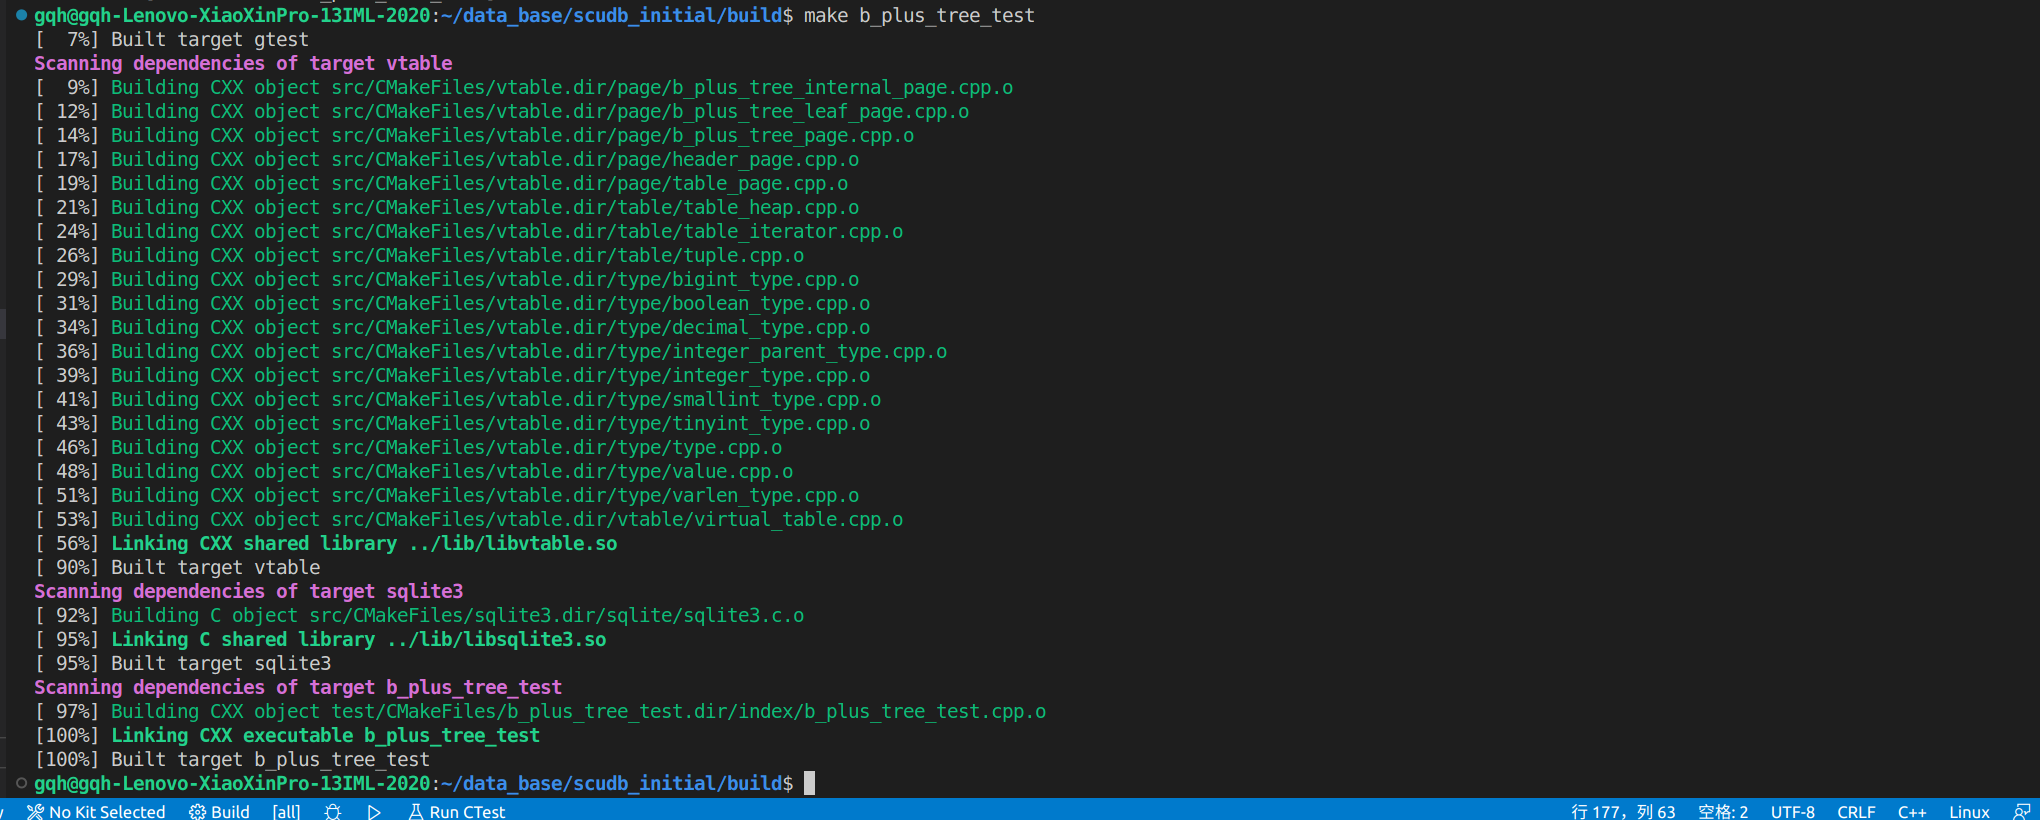 gqh@gqh-Lenovo-XiaoXinPro-13IML-2020:~/data_base/scudb_initial/build$ make b_plus_tree_test
[  7%] Built target gtest
Scanning dependencies of target vtable
[  9%] Building CXX object src/CMakeFiles/vtable.dir/page/b_plus_tree_internal_page.cpp.o
[ 12%] Building CXX object src/CMakeFiles/vtable.dir/page/b_plus_tree_leaf_page.cpp.o
[ 14%] Building CXX object src/CMakeFiles/vtable.dir/page/b_plus_tree_page.cpp.o
[ 17%] Building CXX object src/CMakeFiles/vtable.dir/page/header_page.cpp.o
[ 19%] Building CXX object src/CMakeFiles/vtable.dir/page/table_page.cpp.o
[ 21%] Building CXX object src/CMakeFiles/vtable.dir/table/table_heap.cpp.o
[ 24%] Building CXX object src/CMakeFiles/vtable.dir/table/table_iterator.cpp.o
[ 26%] Building CXX object src/CMakeFiles/vtable.dir/table/tuple.cpp.o
[ 29%] Building CXX object src/CMakeFiles/vtable.dir/type/bigint_type.cpp.o
[ 31%] Building CXX object src/CMakeFiles/vtable.dir/type/boolean_type.cpp.o
[ 34%] Building CXX object src/CMakeFiles/vtable.dir/type/decimal_type.cpp.o
[ 36%] Building CXX object src/CMakeFiles/vtable.dir/type/integer_parent_type.cpp.o
[ 39%] Building CXX object src/CMakeFiles/vtable.dir/type/integer_type.cpp.o
[ 41%] Building CXX object src/CMakeFiles/vtable.dir/type/smallint_type.cpp.o
[ 43%] Building CXX object src/CMakeFiles/vtable.dir/type/tinyint_type.cpp.o
[ 46%] Building CXX object src/CMakeFiles/vtable.dir/type/type.cpp.o
[ 48%] Building CXX object src/CMakeFiles/vtable.dir/type/value.cpp.o
[ 51%] Building CXX object src/CMakeFiles/vtable.dir/type/varlen_type.cpp.o
[ 53%] Building CXX object src/CMakeFiles/vtable.dir/vtable/virtual_table.cpp.o
[ 56%] Linking CXX shared library ../lib/libvtable.so
[ 90%] Built target vtable
Scanning dependencies of target sqlite3
[ 92%] Building C object src/CMakeFiles/sqlite3.dir/sqlite/sqlite3.c.o
[ 95%] Linking C shared library ../lib/libsqlite3.so
[ 95%] Built target sqlite3
Scanning dependencies of target b_plus_tree_test
[ 97%] Building CXX object test/CMakeFiles/b_plus_tree_test.dir/index/b_plus_tree_test.cpp.o
[100%] Linking CXX executable b_plus_tree_test
[100%] Built target b_plus_tree_test
gqh@gqh-Lenovo-XiaoXinPro-13IML-2020:~/data_base/scudb_initial/build$
No Kit Selected Build [all] Run CTest 行 177，列 63 空格: 2 UTF-8 CRLF C++ Linux